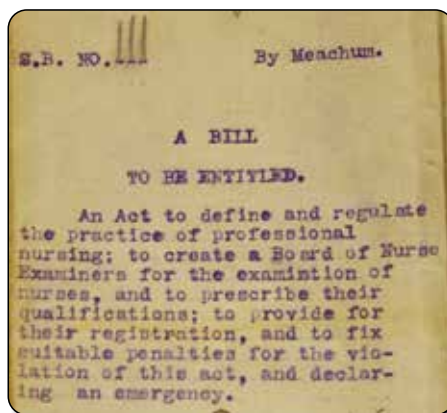 S.B. NO. 111 By Meachum.
A BILL
TO BE ENTITLED.
An Act to define and regulate
the practice of professional
nursing; to create a Board of Nurse
Examiners for the examintion of
nurses, and to prescribe their
qualifications; to provide for
their registration, and to fix
suitable penalties for the vio-
lation of this act, and declar-
ing an emergency.